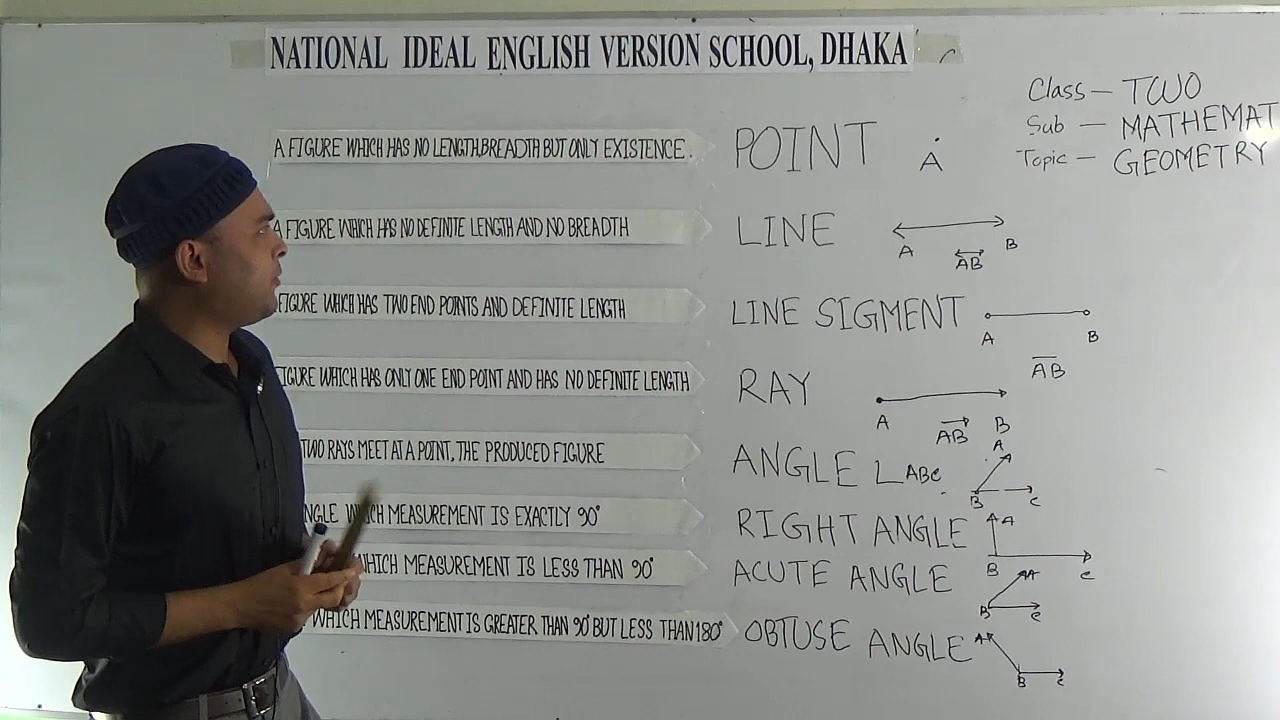 NATIONAL IDEAL ENGLISH VERSION SCHOOL, DHAKA
Class — TWO
Sub — MATHEMAT
Topic — GEOMETRY
A FIGURE WHICH HAS NO LENGTH,BREADTH BUT ONLY EXISTENCE. POINT A
A FIGURE WHICH HAS NO DEFINITE LENGTH AND NO BREADTH LINE A B
AB
FIGURE WHICH HAS TWO END POINTS AND DEFINITE LENGTH LINE SIGMENT A B
AB
FIGURE WHICH HAS ONLY ONE END POINT AND HAS NO DEFINITE LENGTH RAY A B
AB
TWO RAYS MEET AT A POINT, THE PRODUCED FIGURE ANGLE ∠ABC A B C
NGLE WHICH MEASUREMENT IS EXACTLY 90° RIGHT ANGLE A B C
WHICH MEASUREMENT IS LESS THAN 90° ACUTE ANGLE A B C
WHICH MEASUREMENT IS GREATER THAN 90° BUT LESS THAN 180° OBTUSE ANGLE A B C